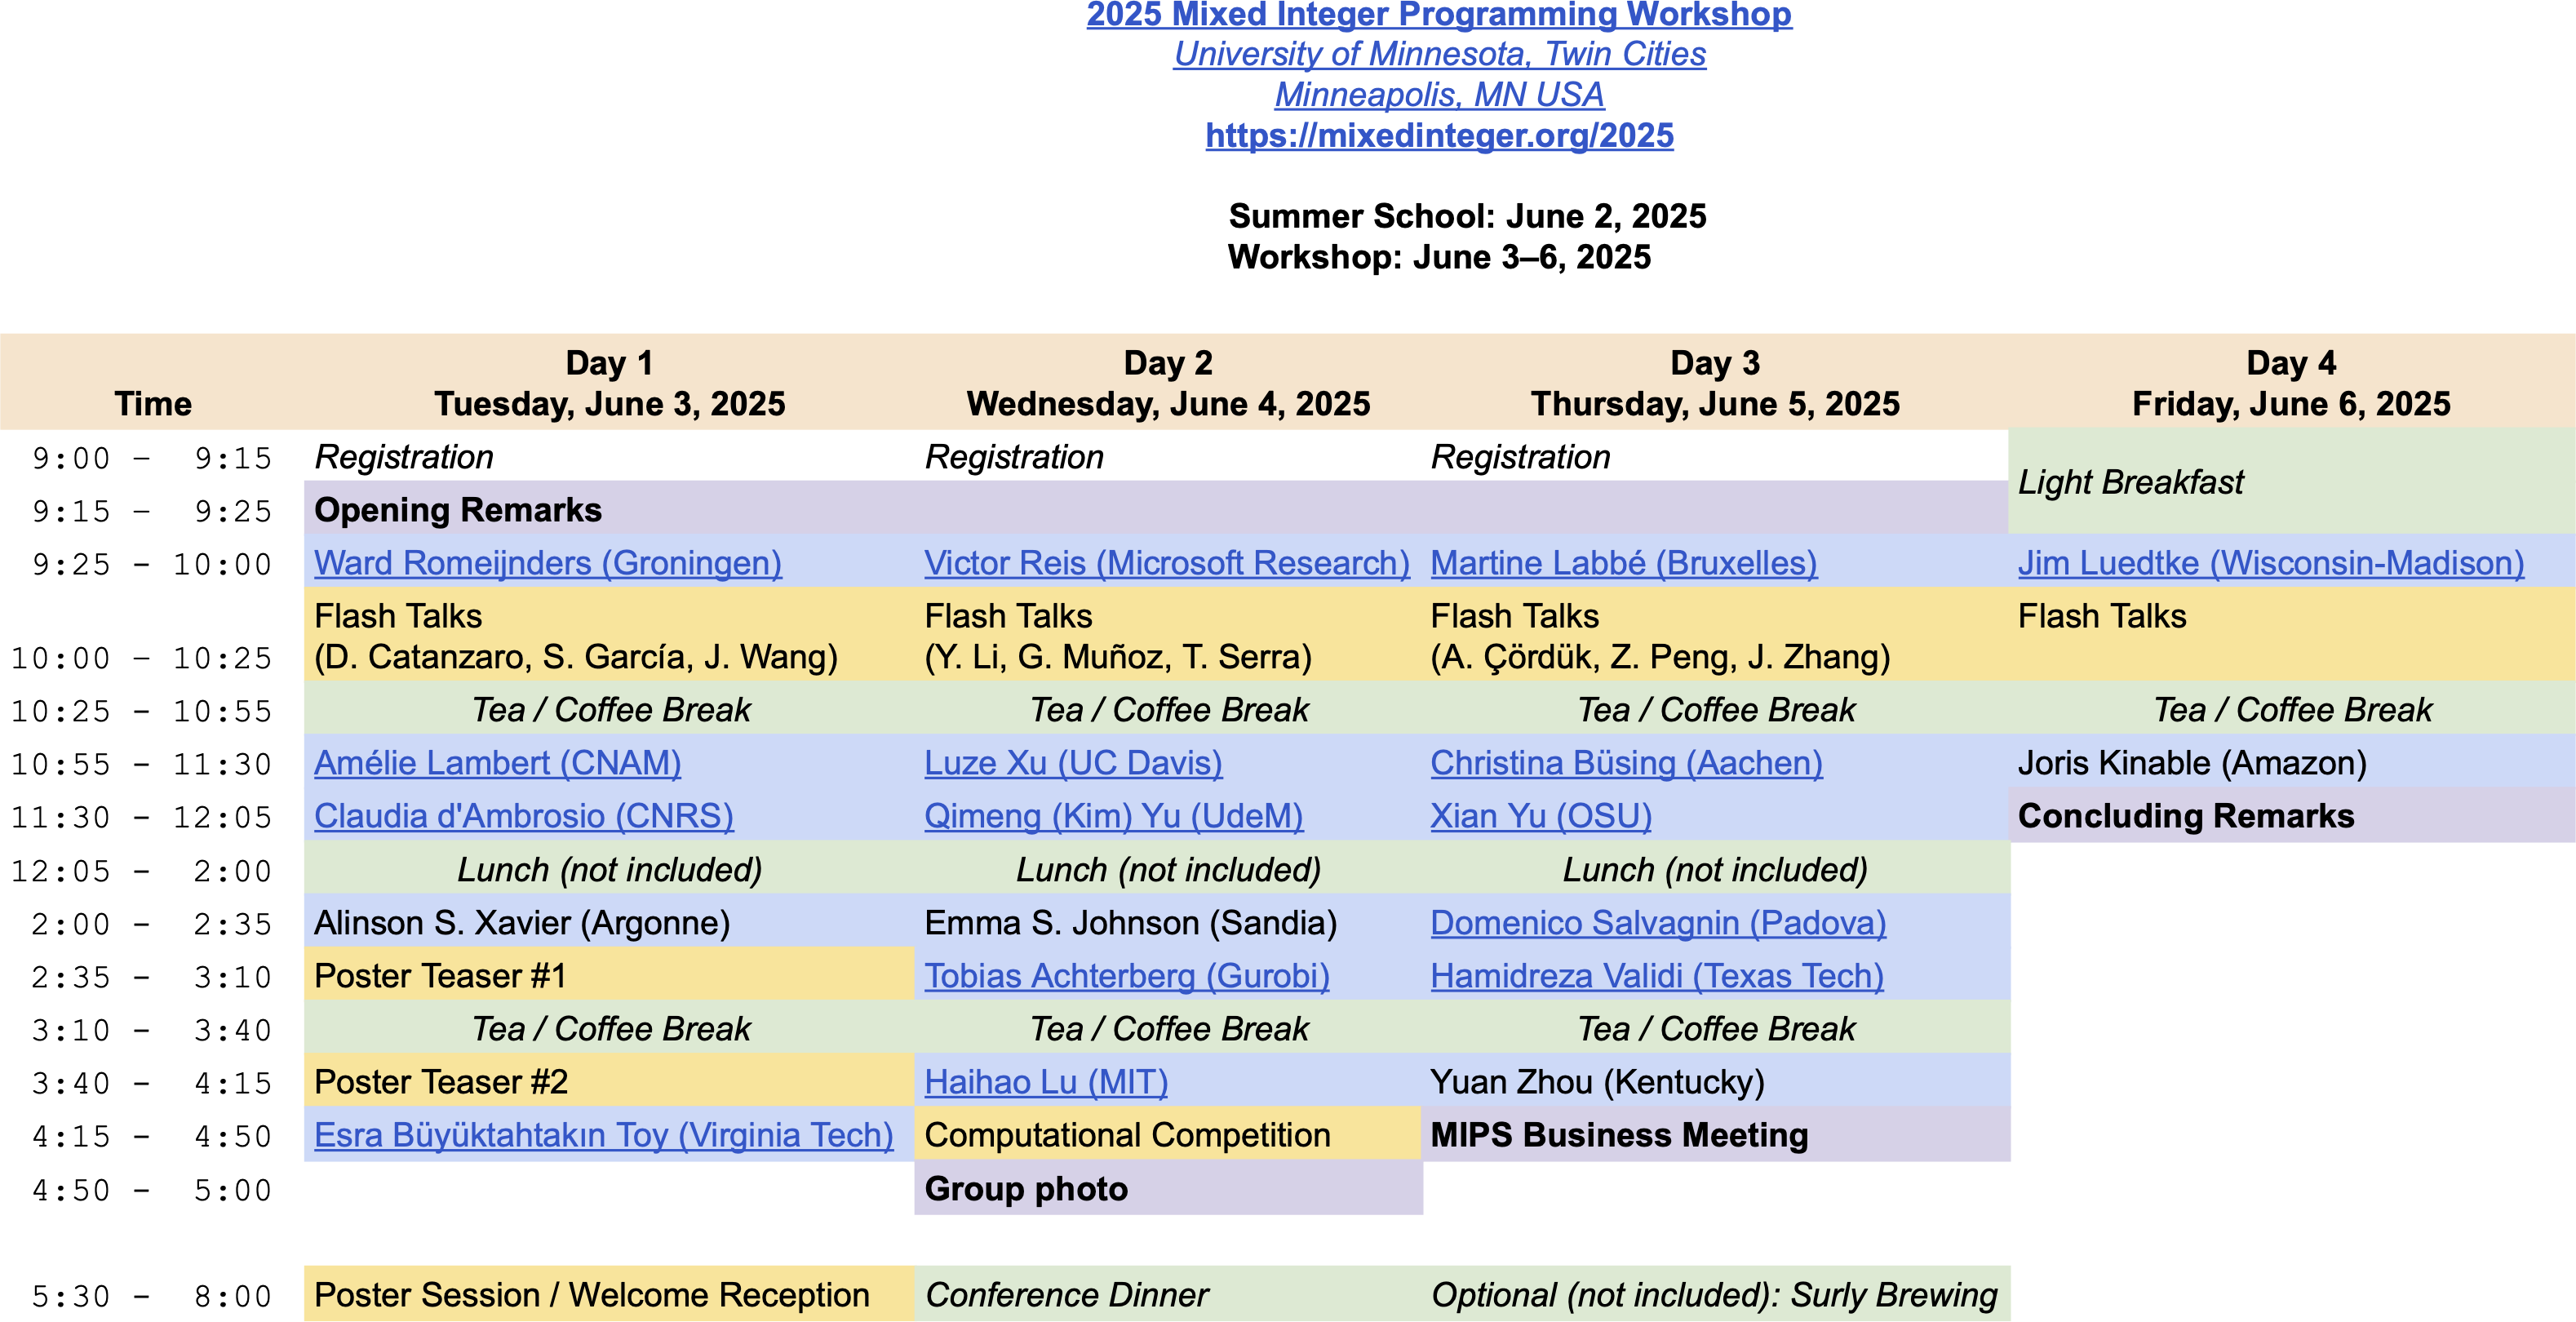 2025 Mixed Integer Programming Workshop
University of Minnesota, Twin Cities
Minneapolis, MN USA
https://mixedinteger.org/2025
Summer School: June 2, 2025
Workshop: June 3–6, 2025
Time
Day 1
Tuesday, June 3, 2025
Day 2
Wednesday, June 4, 2025
Day 3
Thursday, June 5, 2025
Day 4
Friday, June 6, 2025
9:00 – 9:15 Registration Registration Registration Light Breakfast
9:15 – 9:25 Opening Remarks
9:25 – 10:00 Ward Romeijnders (Groningen) Victor Reis (Microsoft Research) Martine Labbé (Bruxelles) Jim Luedtke (Wisconsin-Madison)
Flash Talks Flash Talks Flash Talks Flash Talks
10:00 – 10:25 (D. Catanzaro, S. García, J. Wang) (Y. Li, G. Muñoz, T. Serra) (A. Çördük, Z. Peng, J. Zhang)
10:25 – 10:55 Tea / Coffee Break Tea / Coffee Break Tea / Coffee Break Tea / Coffee Break
10:55 – 11:30 Amélie Lambert (CNAM) Luze Xu (UC Davis) Christina Büsing (Aachen) Joris Kinable (Amazon)
11:30 – 12:05 Claudia d'Ambrosio (CNRS) Qimeng (Kim) Yu (UdeM) Xian Yu (OSU) Concluding Remarks
12:05 – 2:00 Lunch (not included) Lunch (not included) Lunch (not included)
2:00 – 2:35 Alinson S. Xavier (Argonne) Emma S. Johnson (Sandia) Domenico Salvagnin (Padova)
2:35 – 3:10 Poster Teaser #1 Tobias Achterberg (Gurobi) Hamidreza Validi (Texas Tech)
3:10 – 3:40 Tea / Coffee Break Tea / Coffee Break Tea / Coffee Break
3:40 – 4:15 Poster Teaser #2 Haihao Lu (MIT) Yuan Zhou (Kentucky)
4:15 – 4:50 Esra Büyüktahtakın Toy (Virginia Tech) Computational Competition MIPS Business Meeting
4:50 – 5:00 Group photo
5:30 – 8:00 Poster Session / Welcome Reception Conference Dinner Optional (not included): Surly Brewing